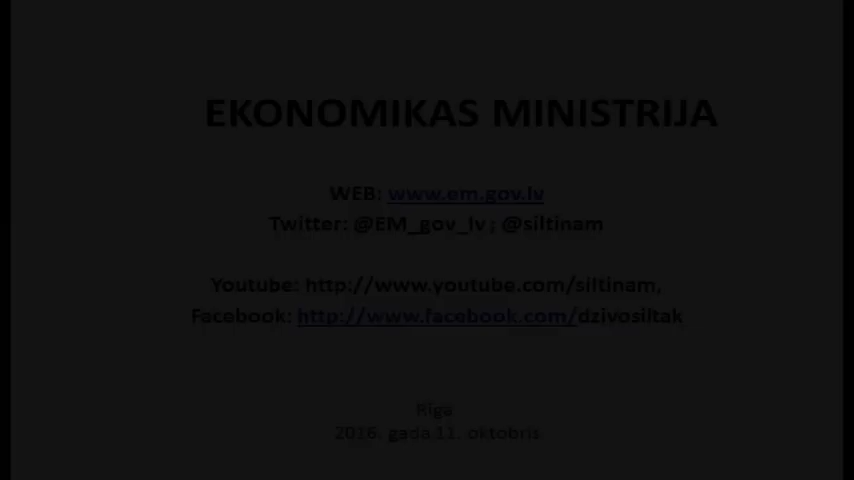 EKONOMIKAS MINISTRIJA
WEB: www.em.gov.lv
Twitter: @EM_gov_lv ; @siltinam
Youtube: http://www.youtube.com/siltinam,
Facebook: http://www.facebook.com/dzivosiltak
Rīga
2016. gada 11. oktobris